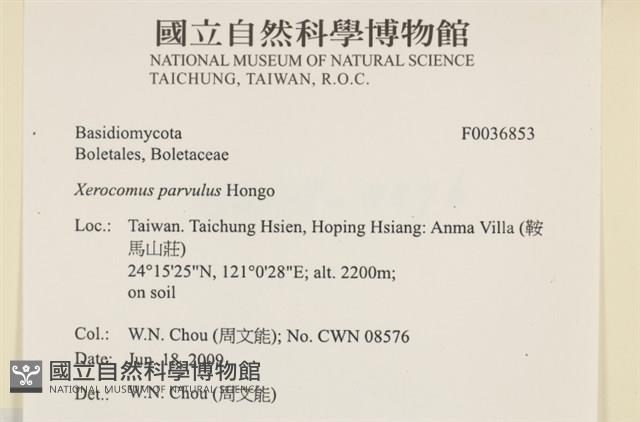 國立自然科學博物館
NATIONAL MUSEUM OF NATURAL SCIENCE
TAICHUNG, TAIWAN, R.O.C.
Basidiomycota F0036853
Boletales, Boletaceae
Xerocomus parvulus Hongo
Loc.: Taiwan. Taichung Hsien, Hoping Hsiang: Anma Villa (鞍
馬山莊)
24°15'25"N, 121°0'28"E; alt. 2200m;
on soil
Col.: W.N. Chou (周文能); No. CWN 08576
Date: Jun. 18, 2009
國立自然科學博物館
NATIONAL MUSEUM OF NATURAL SCIENCE
Det.: W.N. Chou (周文能)